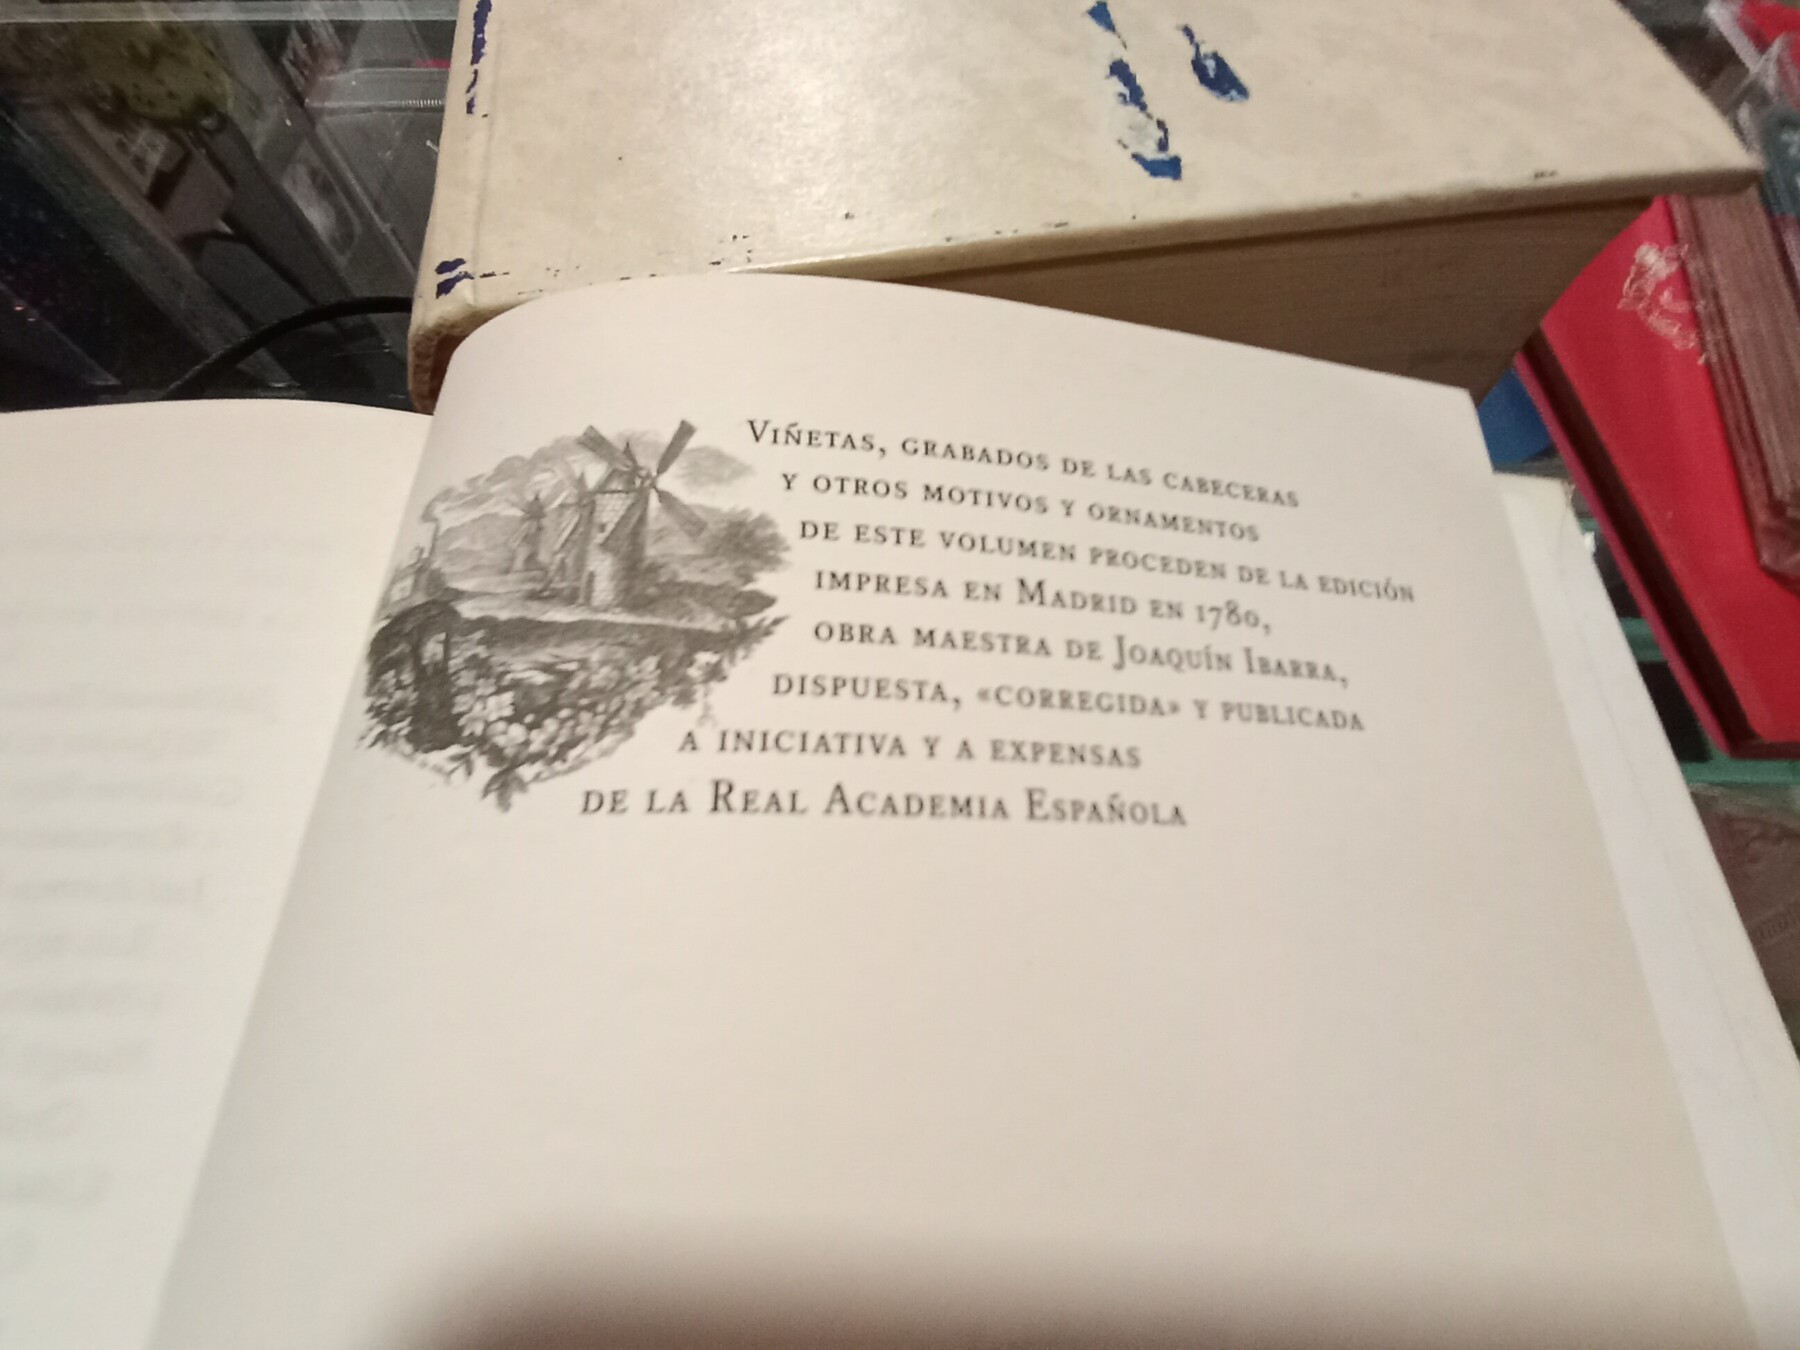 Viñetas, grabados de las cabeceras
y otros motivos y ornamentos
de este volumen proceden de la edición
impresa en Madrid en 1780,
obra maestra de Joaquín Ibarra,
dispuesta, «corregida» y publicada
a iniciativa y a expensas
de la Real Academia Española